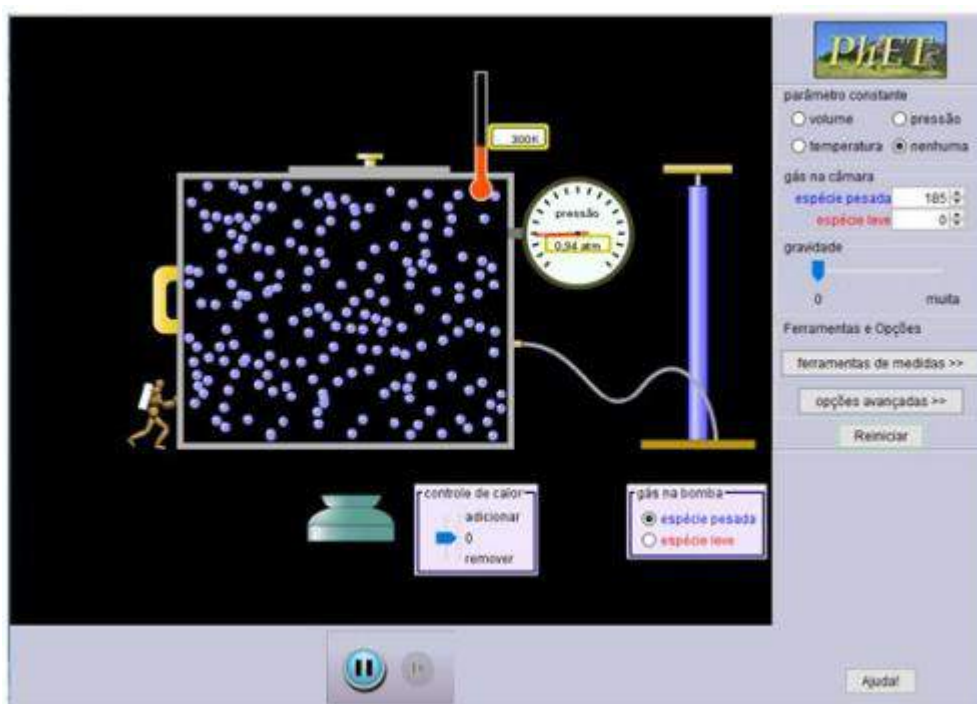 PhET
parâmetro constante
volume pressão
temperatura nenhuma
gás na câmara
espécie pesada 185
espécie leve 0
gravidade
0 muita
Ferramentas e Opções
ferramentas de medidas >>
opções avançadas >>
Reiniciar
300K
pressão
0,94 atm
controle de calor
adicionar
0
remover
gás na bomba
espécie pesada
espécie leve
Ajuda!